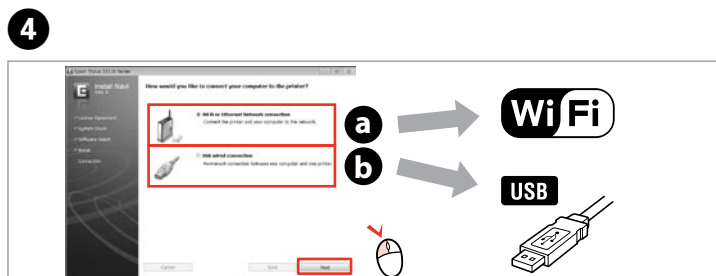 4
Epson Stylus SX130 Series
Install Navi
How would you like to connect your computer to the printer?
License Agreement
System Check
Software Select
Install
Connection
Wi-Fi or Ethernet Network connection
Connect the printer and your computer to the network.
a
USB wired connection
Permanent connection between one computer and one printer.
b
Cancel
Back
Next
Wi Fi
USB